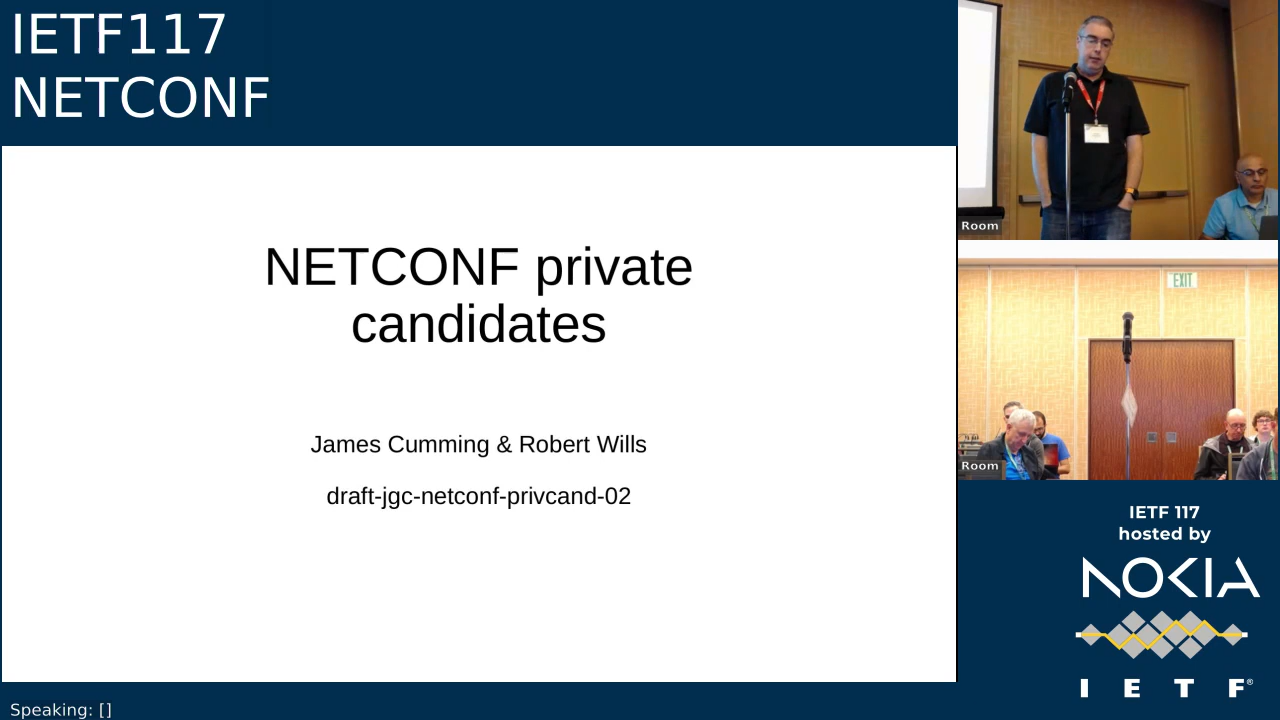 IETF117
NETCONF
NETCONF private
candidates
James Cumming & Robert Wills
draft-jgc-netconf-privcand-02
Room
EXIT
Room
IETF 117
hosted by
NOKIA
I E T F®
Speaking: []